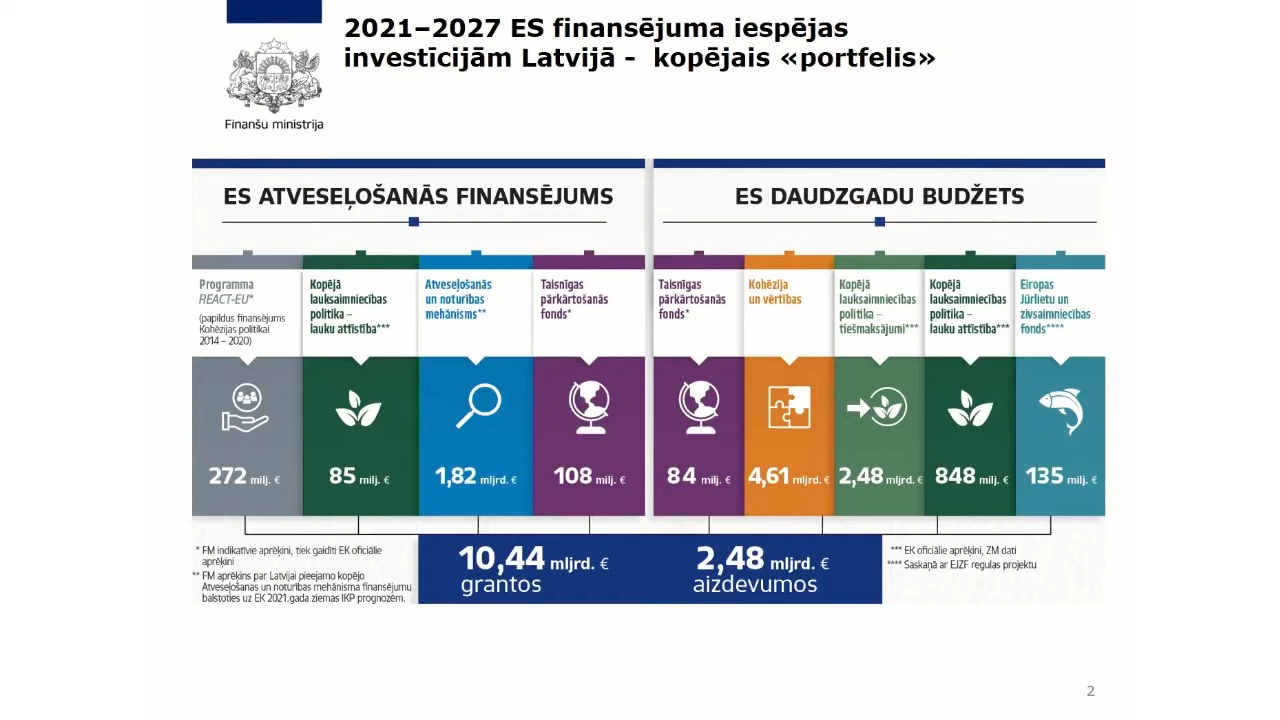 2021–2027 ES finansējuma iespējas
investīcijām Latvijā - kopējais «portfelis»
Finanšu ministrija
ES ATVESEĻOŠANĀS FINANSĒJUMS
Programma
REACT-EU*
(papildus finansējums
Kohēzijas politikai
2014 – 2020)
272 milj. €
Kopējā
lauksaimniecības
politika –
lauku attīstība***
85 milj. €
Atveseļošanās
un noturības
mehānisms**
1,82 mljrd. €
Taisnīgas
pārkārtošanās
fonds*
108 milj. €
ES DAUDZGADU BUDŽETS
Taisnīgas
pārkārtošanās
fonds*
84 milj. €
Kohēzija
un vērtības
4,61 mljrd. €
Kopējā
lauksaimniecības
politika –
tiešmaksājumi***
2,48 mljrd. €
Kopējā
lauksaimniecības
politika –
lauku attīstība***
848 milj. €
Eiropas
Jūrlietu un
zivsaimniecības
fonds****
135 milj. €
10,44 mljrd. €
grantos
2,48 mljrd. €
aizdevumos
* FM indikatīvie aprēķini, tiek gaidīti EK oficiālie
aprēķini
** FM aprēķins par Latvijai pieejamo kopējo
Atveseļošanas un noturības mehānisma finansējumu
balstoties uz EK 2021.gada ziemas IKP prognozēm.
*** EK oficiālie aprēķini, ZM dati
**** Saskaņā ar EJZF regulas projektu
2